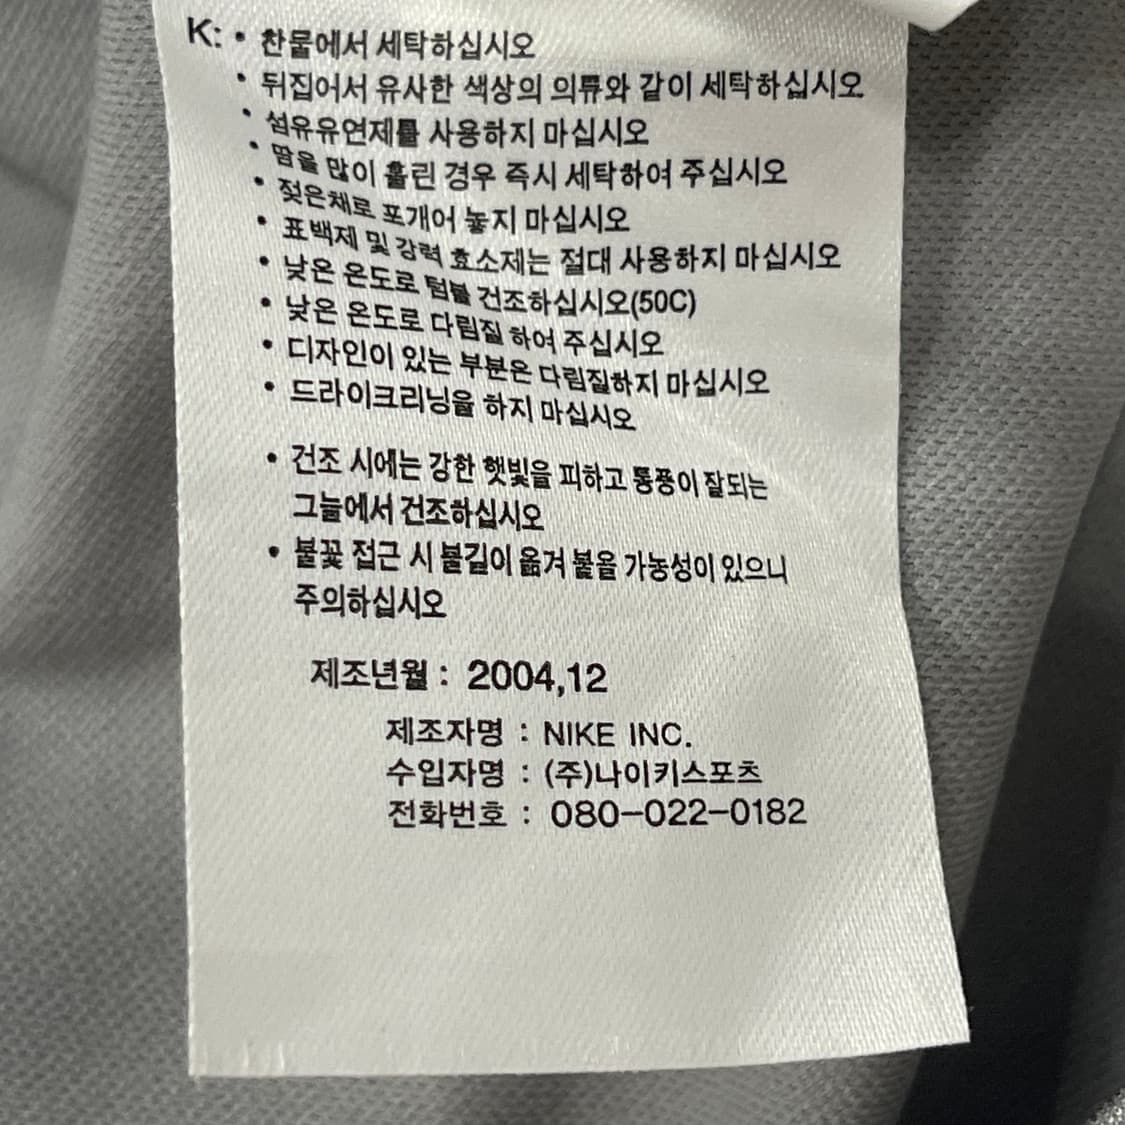 K: • 찬물에서 세탁하십시오
• 뒤집어서 유사한 색상의 의류와 같이 세탁하십시오
• 섬유유연제를 사용하지 마십시오
• 땀을 많이 흘린 경우 즉시 세탁하여 주십시오
• 젖은채로 포개어 놓지 마십시오
• 표백제 및 강력 효소제는 절대 사용하지 마십시오
• 낮은 온도로 텀블 건조하십시오(50C)
• 낮은 온도로 다림질 하여 주십시오
• 디자인이 있는 부분은 다림질하지 마십시오
• 드라이크리닝을 하지 마십시오
• 건조 시에는 강한 햇빛을 피하고 통풍이 잘되는
그늘에서 건조하십시오
• 불꽃 접근 시 불길이 옮겨 붙을 가능성이 있으니
주의하십시오
제조년월 : 2004,12
제조자명 : NIKE INC.
수입자명 : (주)나이키스포츠
전화번호 : 080-022-0182